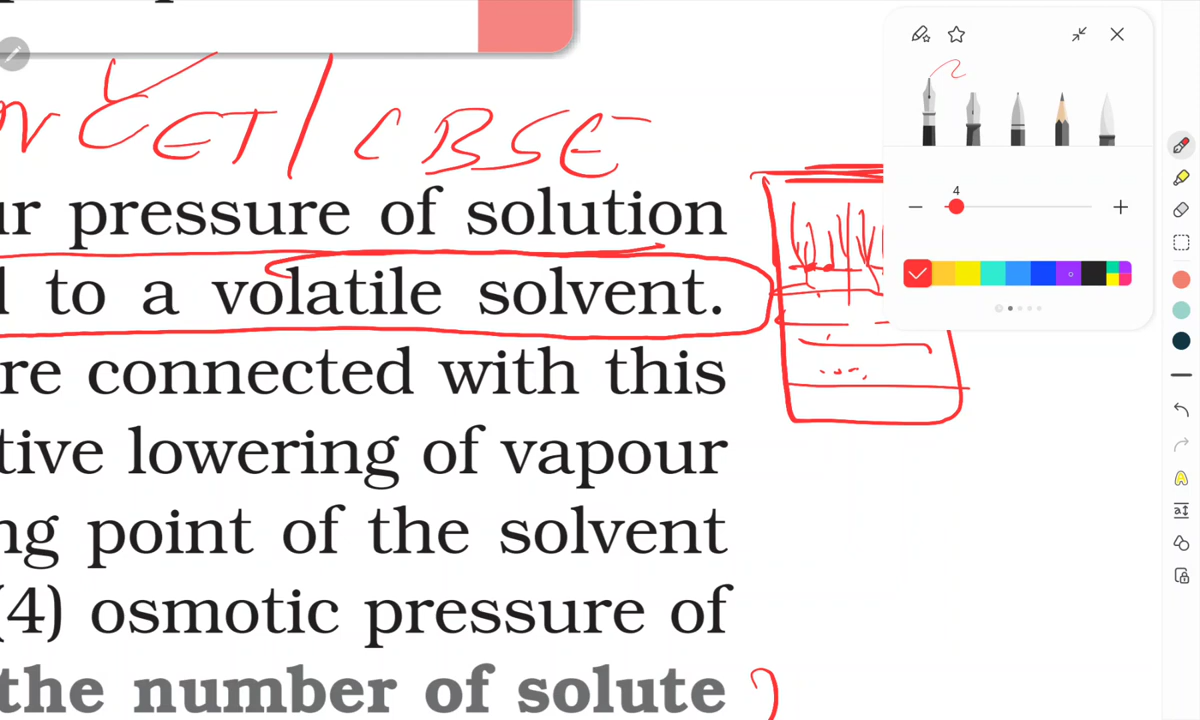 CET / CBSE
ur pressure of solution
to a volatile solvent.
re connected with this
tive lowering of vapour
ng point of the solvent
(4) osmotic pressure of
the number of solute
4